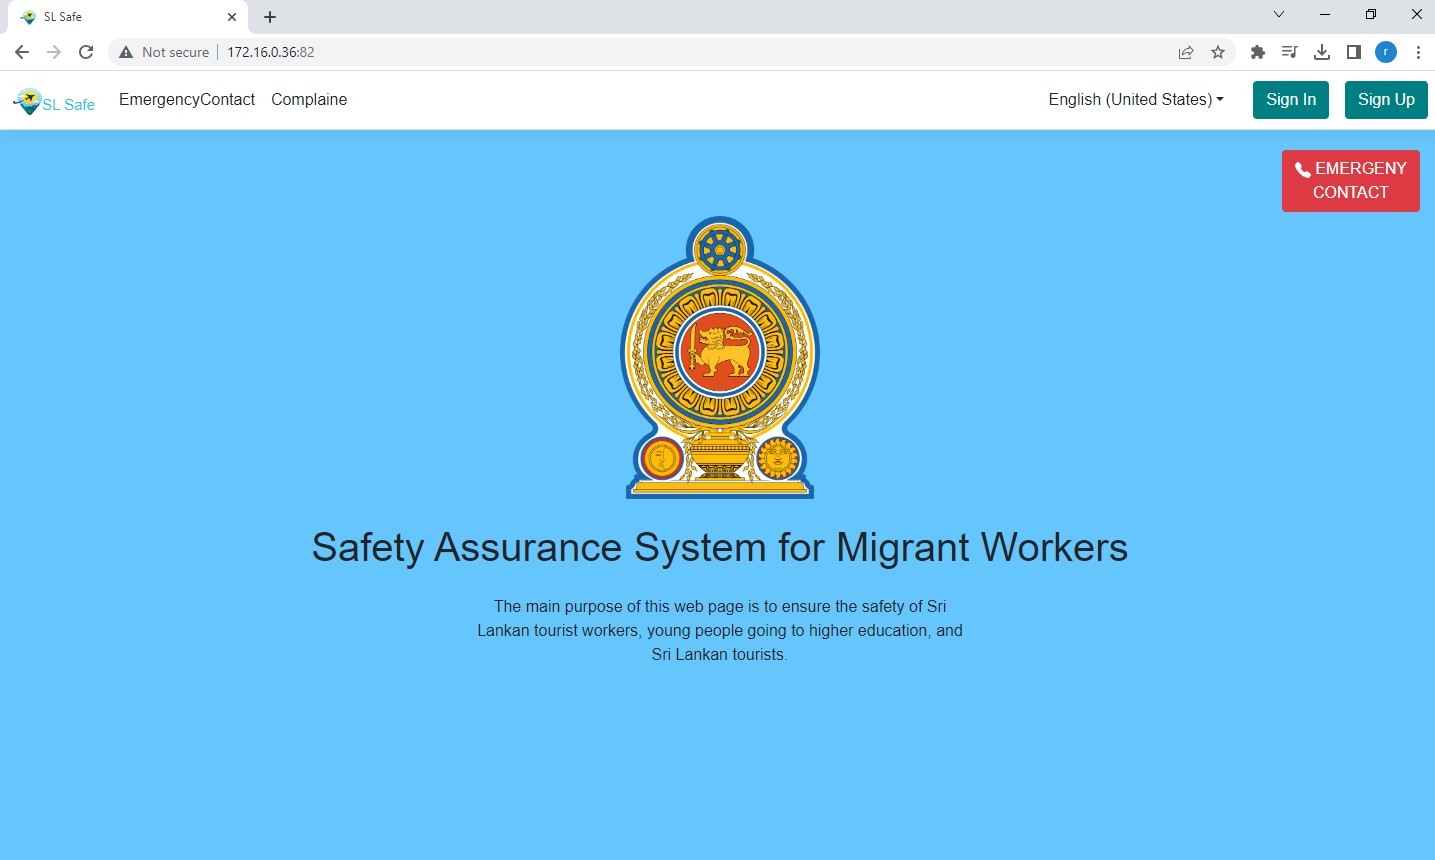 SL Safe
Not secure 172.16.0.36:82
r
SL Safe EmergencyContact Complaine English (United States) Sign In Sign Up
EMERGENY
CONTACT
Safety Assurance System for Migrant Workers
The main purpose of this web page is to ensure the safety of Sri
Lankan tourist workers, young people going to higher education, and
Sri Lankan tourists.